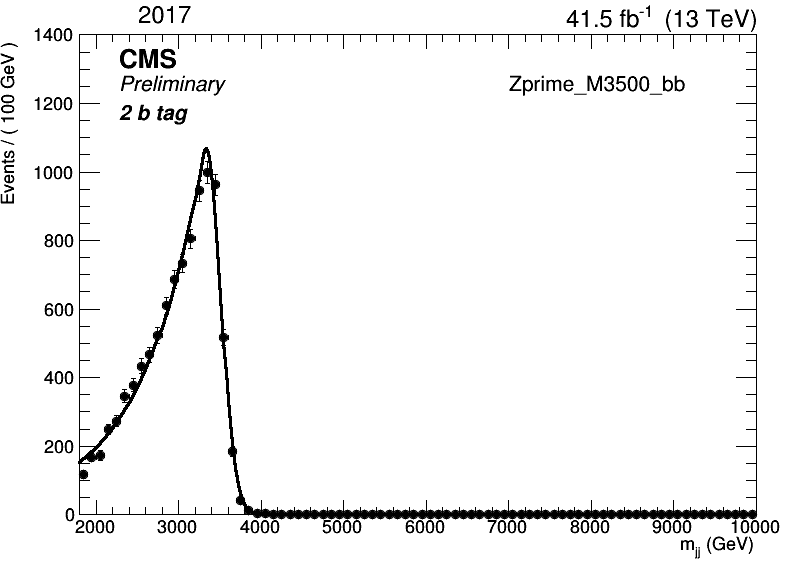 2017 41.5 fb-1 (13 TeV)
CMS
Preliminary
2 b tag
Zprime_M3500_bb
Events / ( 100 GeV )
1400
1200
1000
800
600
400
200
0
2000 3000 4000 5000 6000 7000 8000 9000 10000
mjj (GeV)